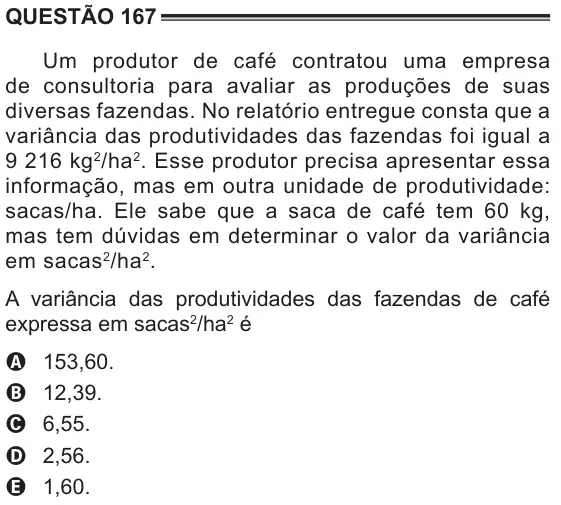 QUESTÃO 167
Um produtor de café contratou uma empresa
de consultoria para avaliar as produções de suas
diversas fazendas. No relatório entregue consta que a
variância das produtividades das fazendas foi igual a
9 216 kg²/ha². Esse produtor precisa apresentar essa
informação, mas em outra unidade de produtividade:
sacas/ha. Ele sabe que a saca de café tem 60 kg,
mas tem dúvidas em determinar o valor da variância
em sacas²/ha².
A variância das produtividades das fazendas de café
expressa em sacas²/ha² é
A 153,60.
B 12,39.
C 6,55.
D 2,56.
E 1,60.